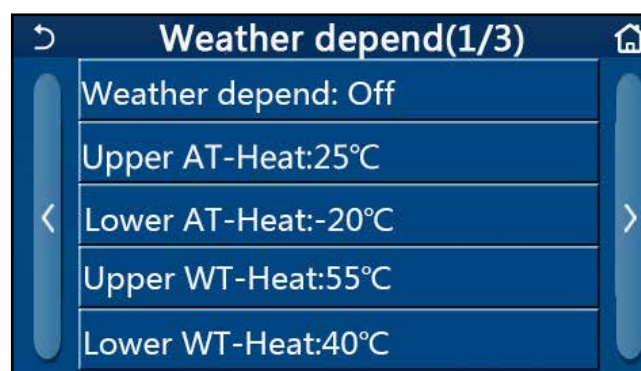 Weather depend(1/3)
Weather depend: Off
Upper AT-Heat:25℃
Lower AT-Heat:-20℃
Upper WT-Heat:55℃
Lower WT-Heat:40℃